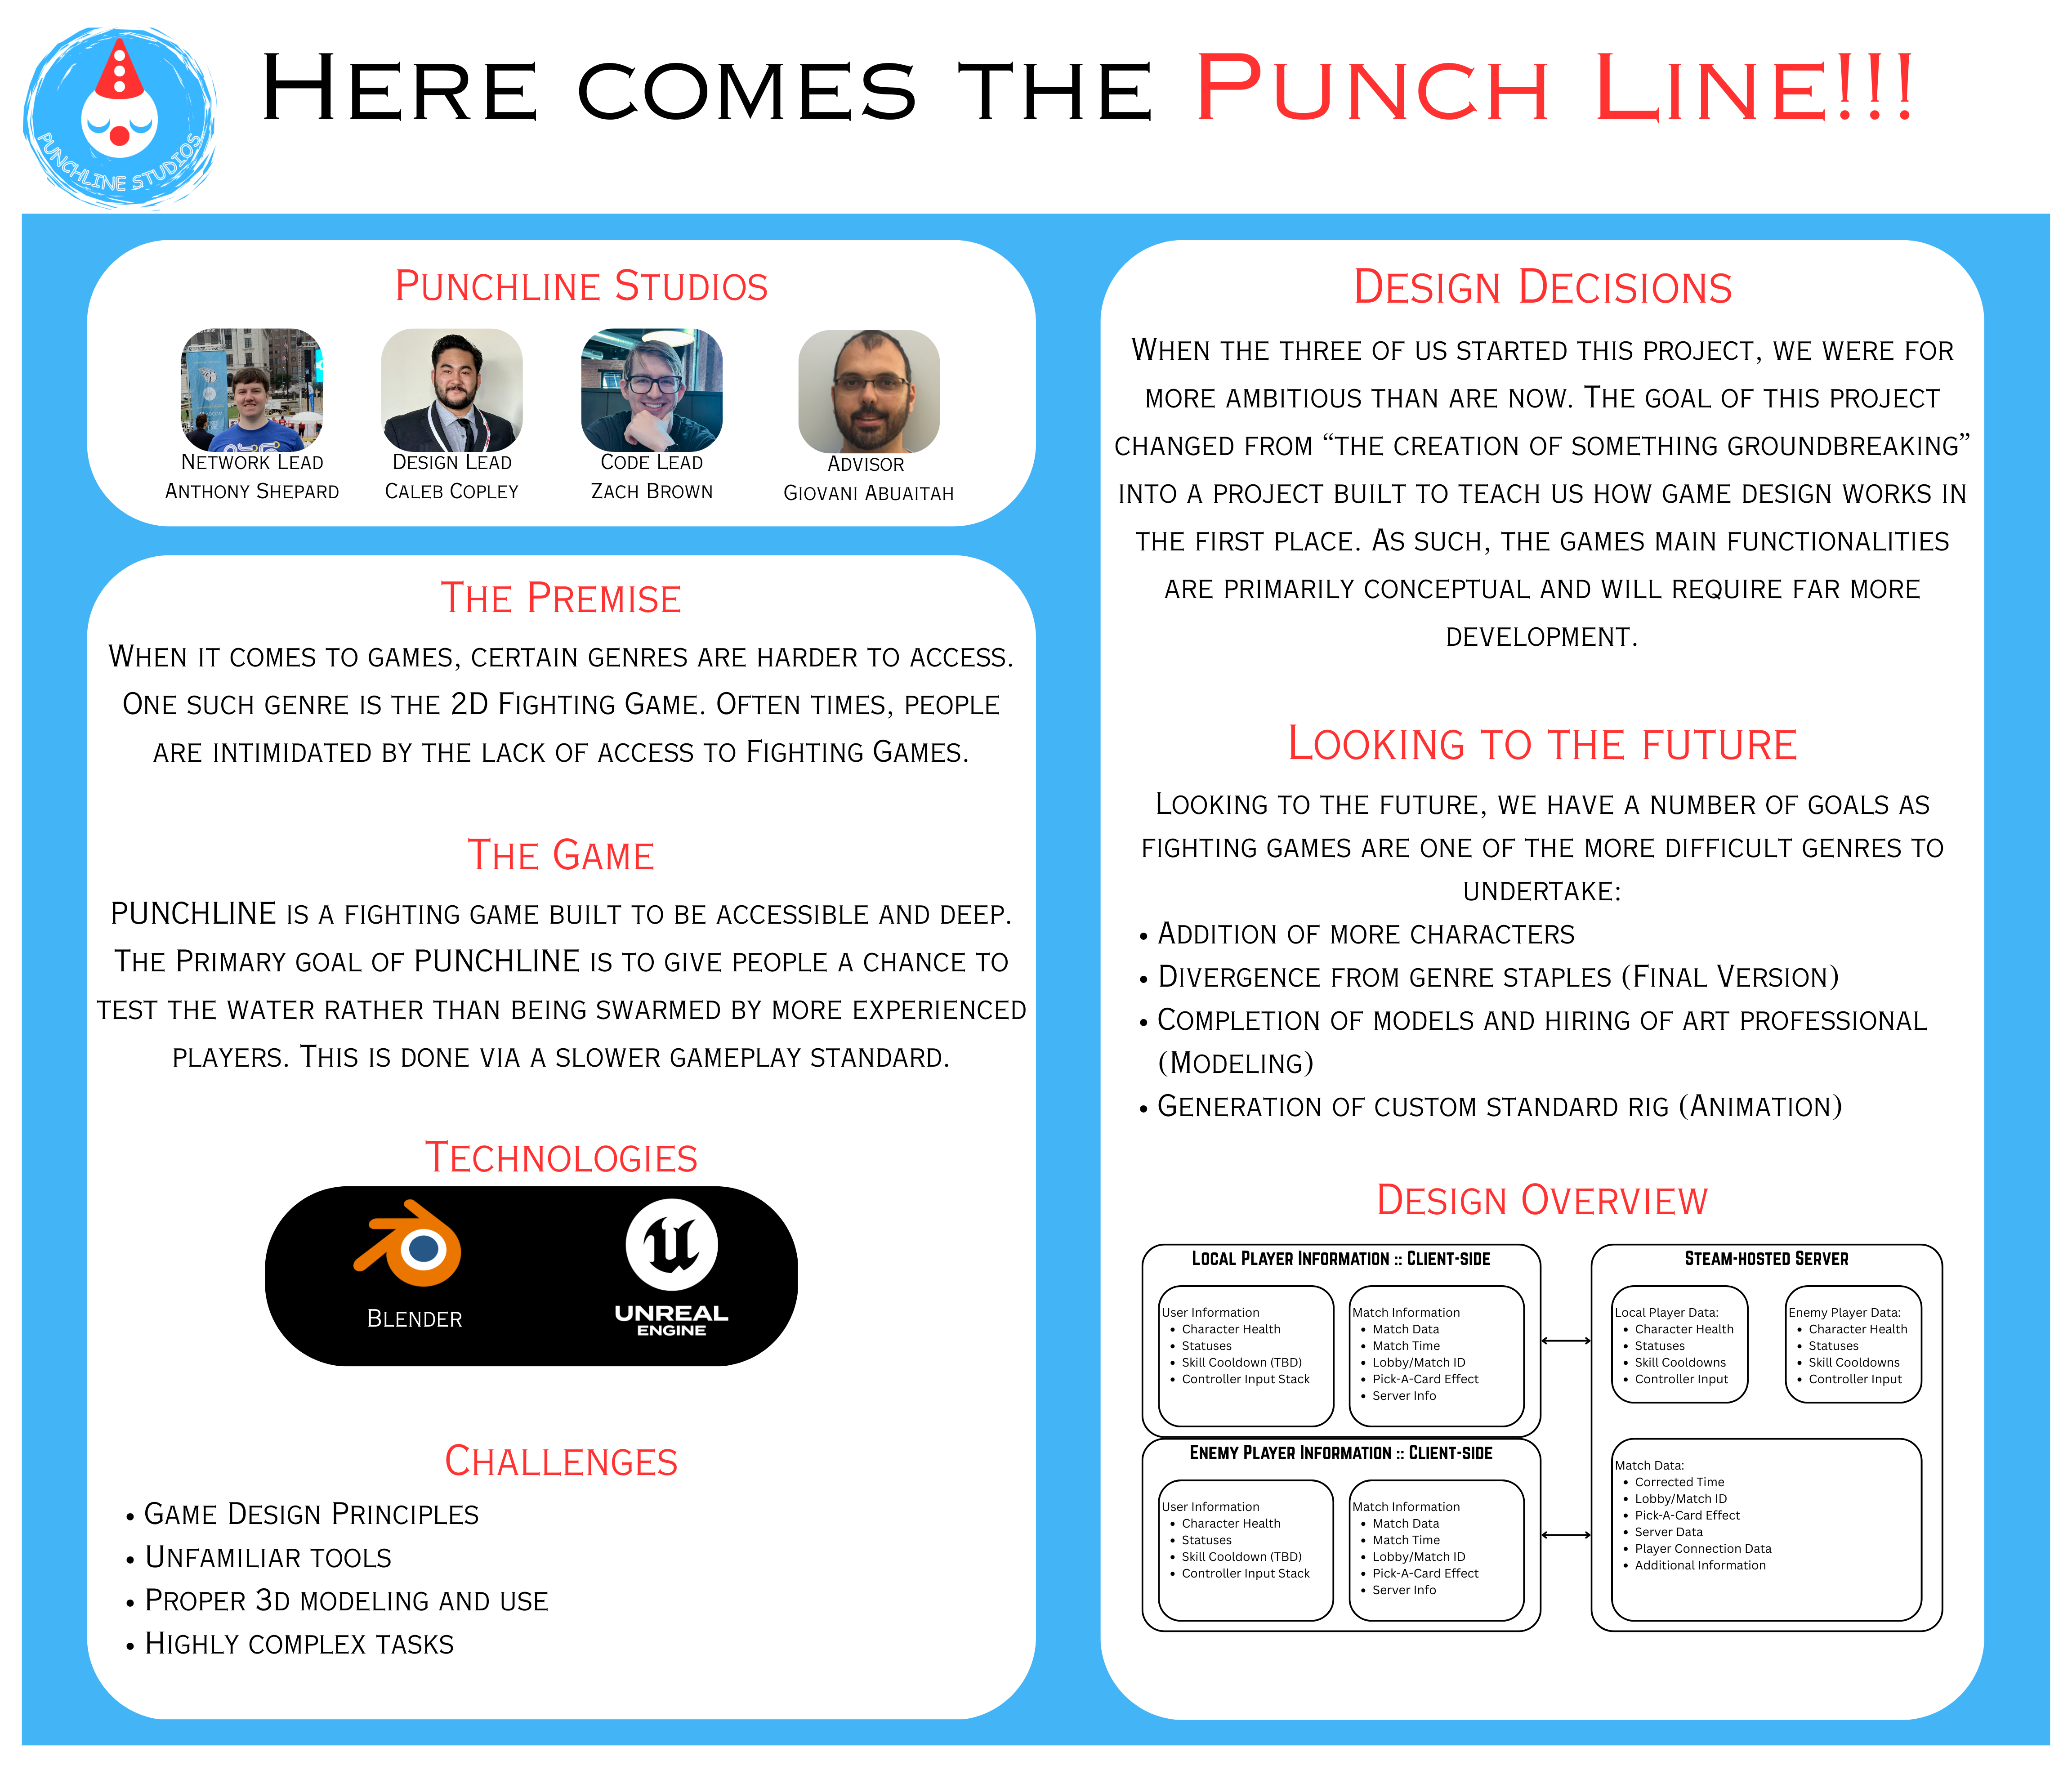 PUNCHLINE STUDIOS
Here comes the Punch Line!!!
Punchline Studios
Network Lead
Anthony Shepard
Design Lead
Caleb Copley
Code Lead
Zach Brown
Advisor
Giovani Abuaitah
The Premise
When it comes to games, certain genres are harder to access.
One such genre is the 2D Fighting Game. Often times, people
are intimidated by the lack of access to Fighting Games.
The Game
PUNCHLINE is a fighting game built to be accessible and deep.
The Primary goal of PUNCHLINE is to give people a chance to
test the water rather than being swarmed by more experienced
players. This is done via a slower gameplay standard.
Technologies
Blender
UNREAL
ENGINE
Challenges
• Game Design Principles
• Unfamiliar tools
• Proper 3d modeling and use
• Highly complex tasks
Design Decisions
When the three of us started this project, we were for
more ambitious than are now. The goal of this project
changed from “the creation of something groundbreaking”
into a project built to teach us how game design works in
the first place. As such, the games main functionalities
are primarily conceptual and will require far more
development.
Looking to the future
Looking to the future, we have a number of goals as
fighting games are one of the more difficult genres to
undertake:
• Addition of more characters
• Divergence from genre staples (Final Version)
• Completion of models and hiring of art professional
(Modeling)
• Generation of custom standard rig (Animation)
Design Overview
Local Player Information :: Client-side
User Information
• Character Health
• Statuses
• Skill Cooldown (TBD)
• Controller Input Stack
Match Information
• Match Data
• Match Time
• Lobby/Match ID
• Pick-A-Card Effect
• Server Info
Enemy Player Information :: Client-side
User Information
• Character Health
• Statuses
• Skill Cooldown (TBD)
• Controller Input Stack
Match Information
• Match Data
• Match Time
• Lobby/Match ID
• Pick-A-Card Effect
• Server Info
Steam-hosted Server
Local Player Data:
• Character Health
• Statuses
• Skill Cooldowns
• Controller Input
Enemy Player Data:
• Character Health
• Statuses
• Skill Cooldowns
• Controller Input
Match Data:
• Corrected Time
• Lobby/Match ID
• Pick-A-Card Effect
• Server Data
• Player Connection Data
• Additional Information